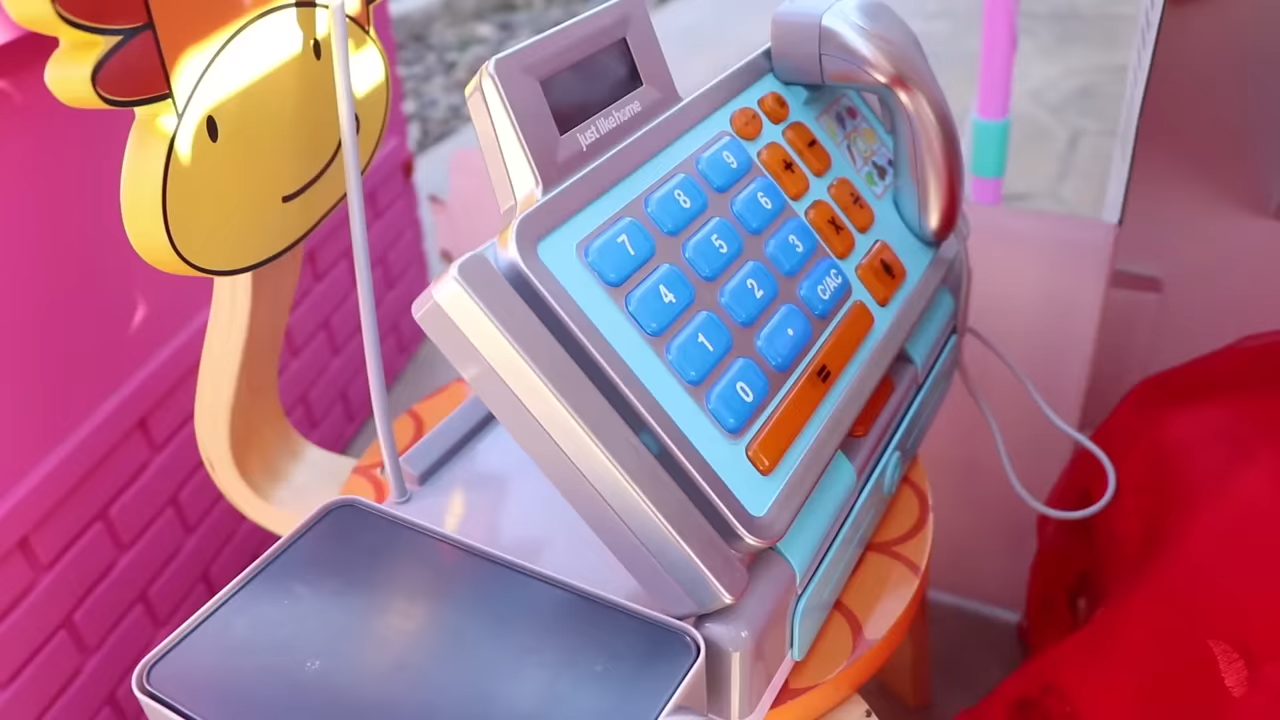 just like home
7 8 9
4 5 6 + -
1 2 3 x ÷
0 . C/AC
=